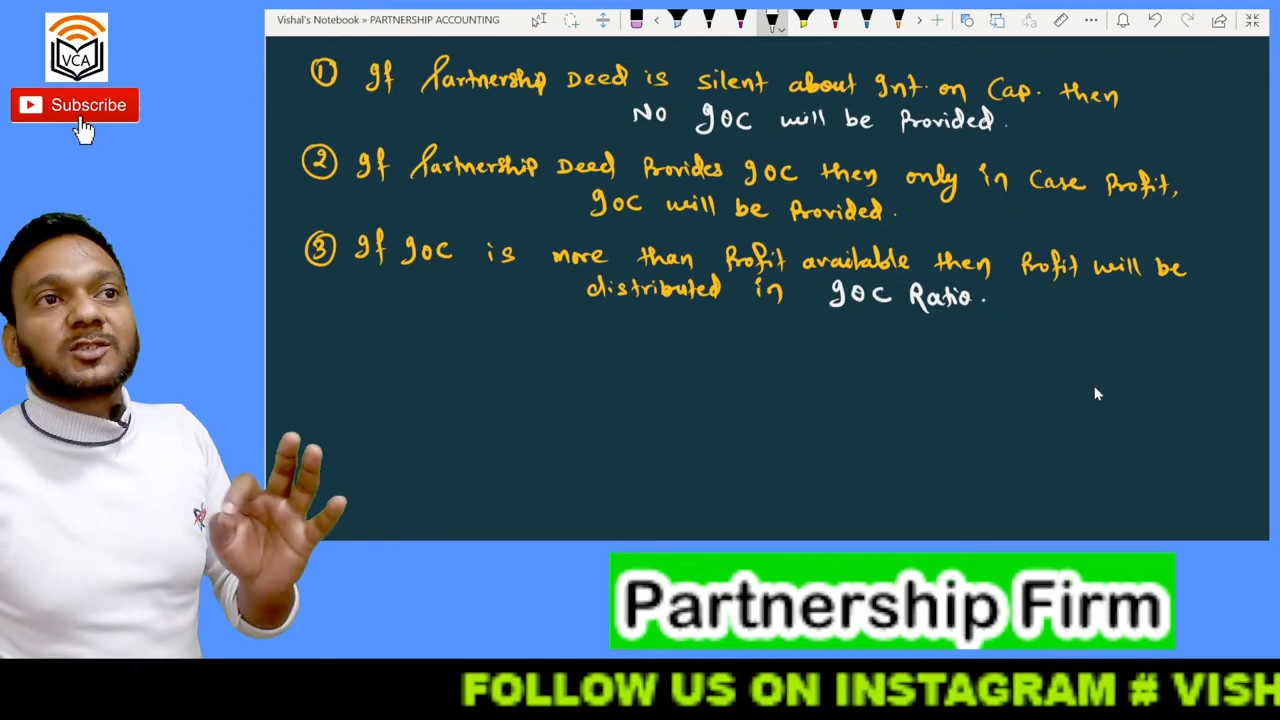 Vishal's Notebook » PARTNERSHIP ACCOUNTING
VCA
Subscribe
① If Partnership Deed is silent about Int. on Cap. then
NO IOC will be Provided.
② If Partnership Deed Provides IOC then only in Case Profit,
IOC will be Provided.
③ If IOC is more than Profit available then Profit will be
distributed in IOC Ratio.
Partnership Firm
FOLLOW US ON INSTAGRAM # VISH